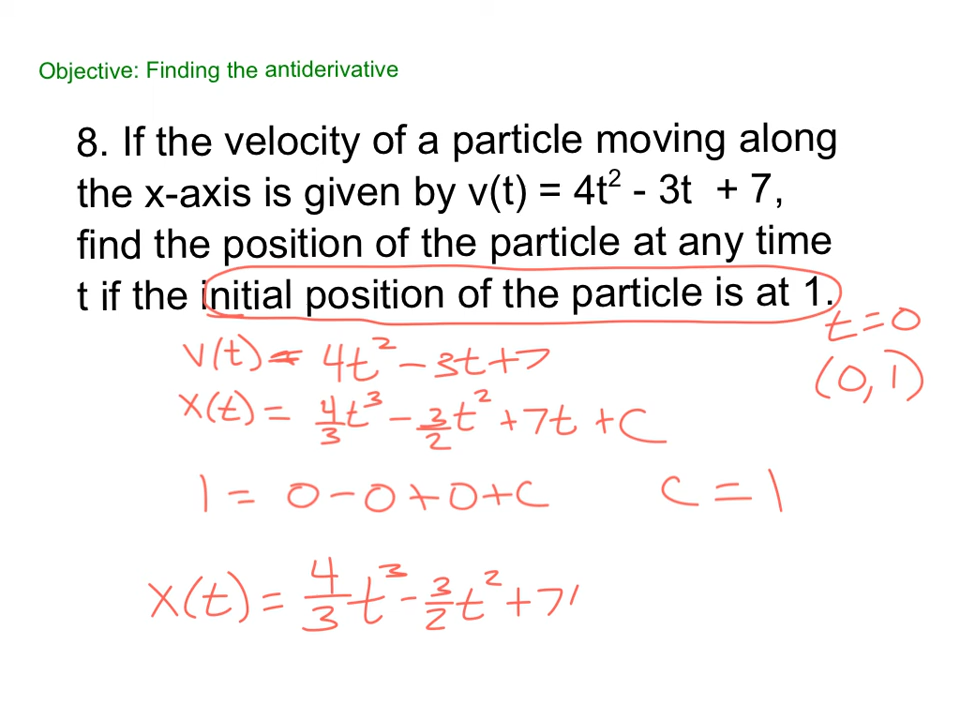 Objective: Finding the antiderivative
8. If the velocity of a particle moving along
the x-axis is given by v(t) = 4t² - 3t + 7,
find the position of the particle at any time
t if the initial position of the particle is at 1.
t=0
v(t) = 4t² - 3t + 7
(0, 1)
x(t) = 4/3 t³ - 3/2 t² + 7t + C
1 = 0 - 0 + 0 + C C = 1
x(t) = 4/3 t³ - 3/2 t² + 7